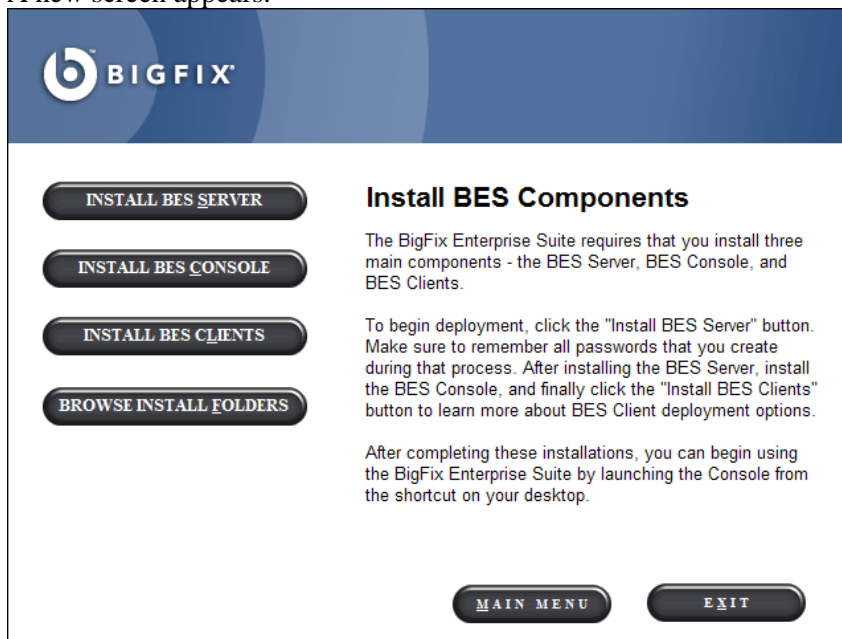 A new screen appears.
BIGFIX
INSTALL BES SERVER
INSTALL BES CONSOLE
INSTALL BES CLIENTS
BROWSE INSTALL FOLDERS
Install BES Components
The BigFix Enterprise Suite requires that you install three
main components - the BES Server, BES Console, and
BES Clients.
To begin deployment, click the "Install BES Server" button.
Make sure to remember all passwords that you create
during that process. After installing the BES Server, install
the BES Console, and finally click the "Install BES Clients"
button to learn more about BES Client deployment options.
After completing these installations, you can begin using
the BigFix Enterprise Suite by launching the Console from
the shortcut on your desktop.
MAIN MENU
EXIT